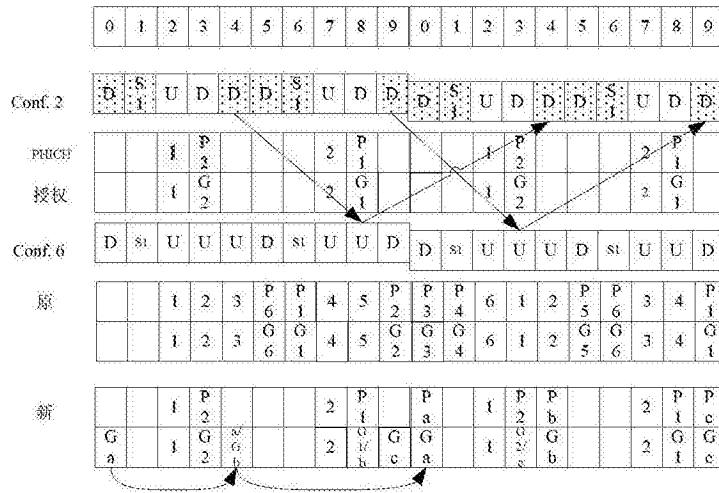 0 1 2 3 4 5 6 7 8 9 0 1 2 3 4 5 6 7 8 9
Conf. 2 D S1 U D D D S1 U D D D S1 U D D D S1 U D D
PHICH 1 P2 2 P1 1 P2 2 P1
授权 1 G2 2 G1 1 G2 2 G1
Conf. 6 D S1 U U U D S1 U U D D S1 U U U D S1 U U D
原 1 2 3 P6 P1 4 5 P2 P3 P4 6 1 2 P5 P6 3 4 P1
1 2 3 G6 G1 4 5 G2 G3 G4 6 1 2 G5 G6 3 4 G1
新 1 P2 2 P1 Pa 1 P2 Pb 2 P1 Pc
Ga 1 G2 a/Gb 2 G1/b Gc Ga 1 G2/c Gb 2 G1 Gc